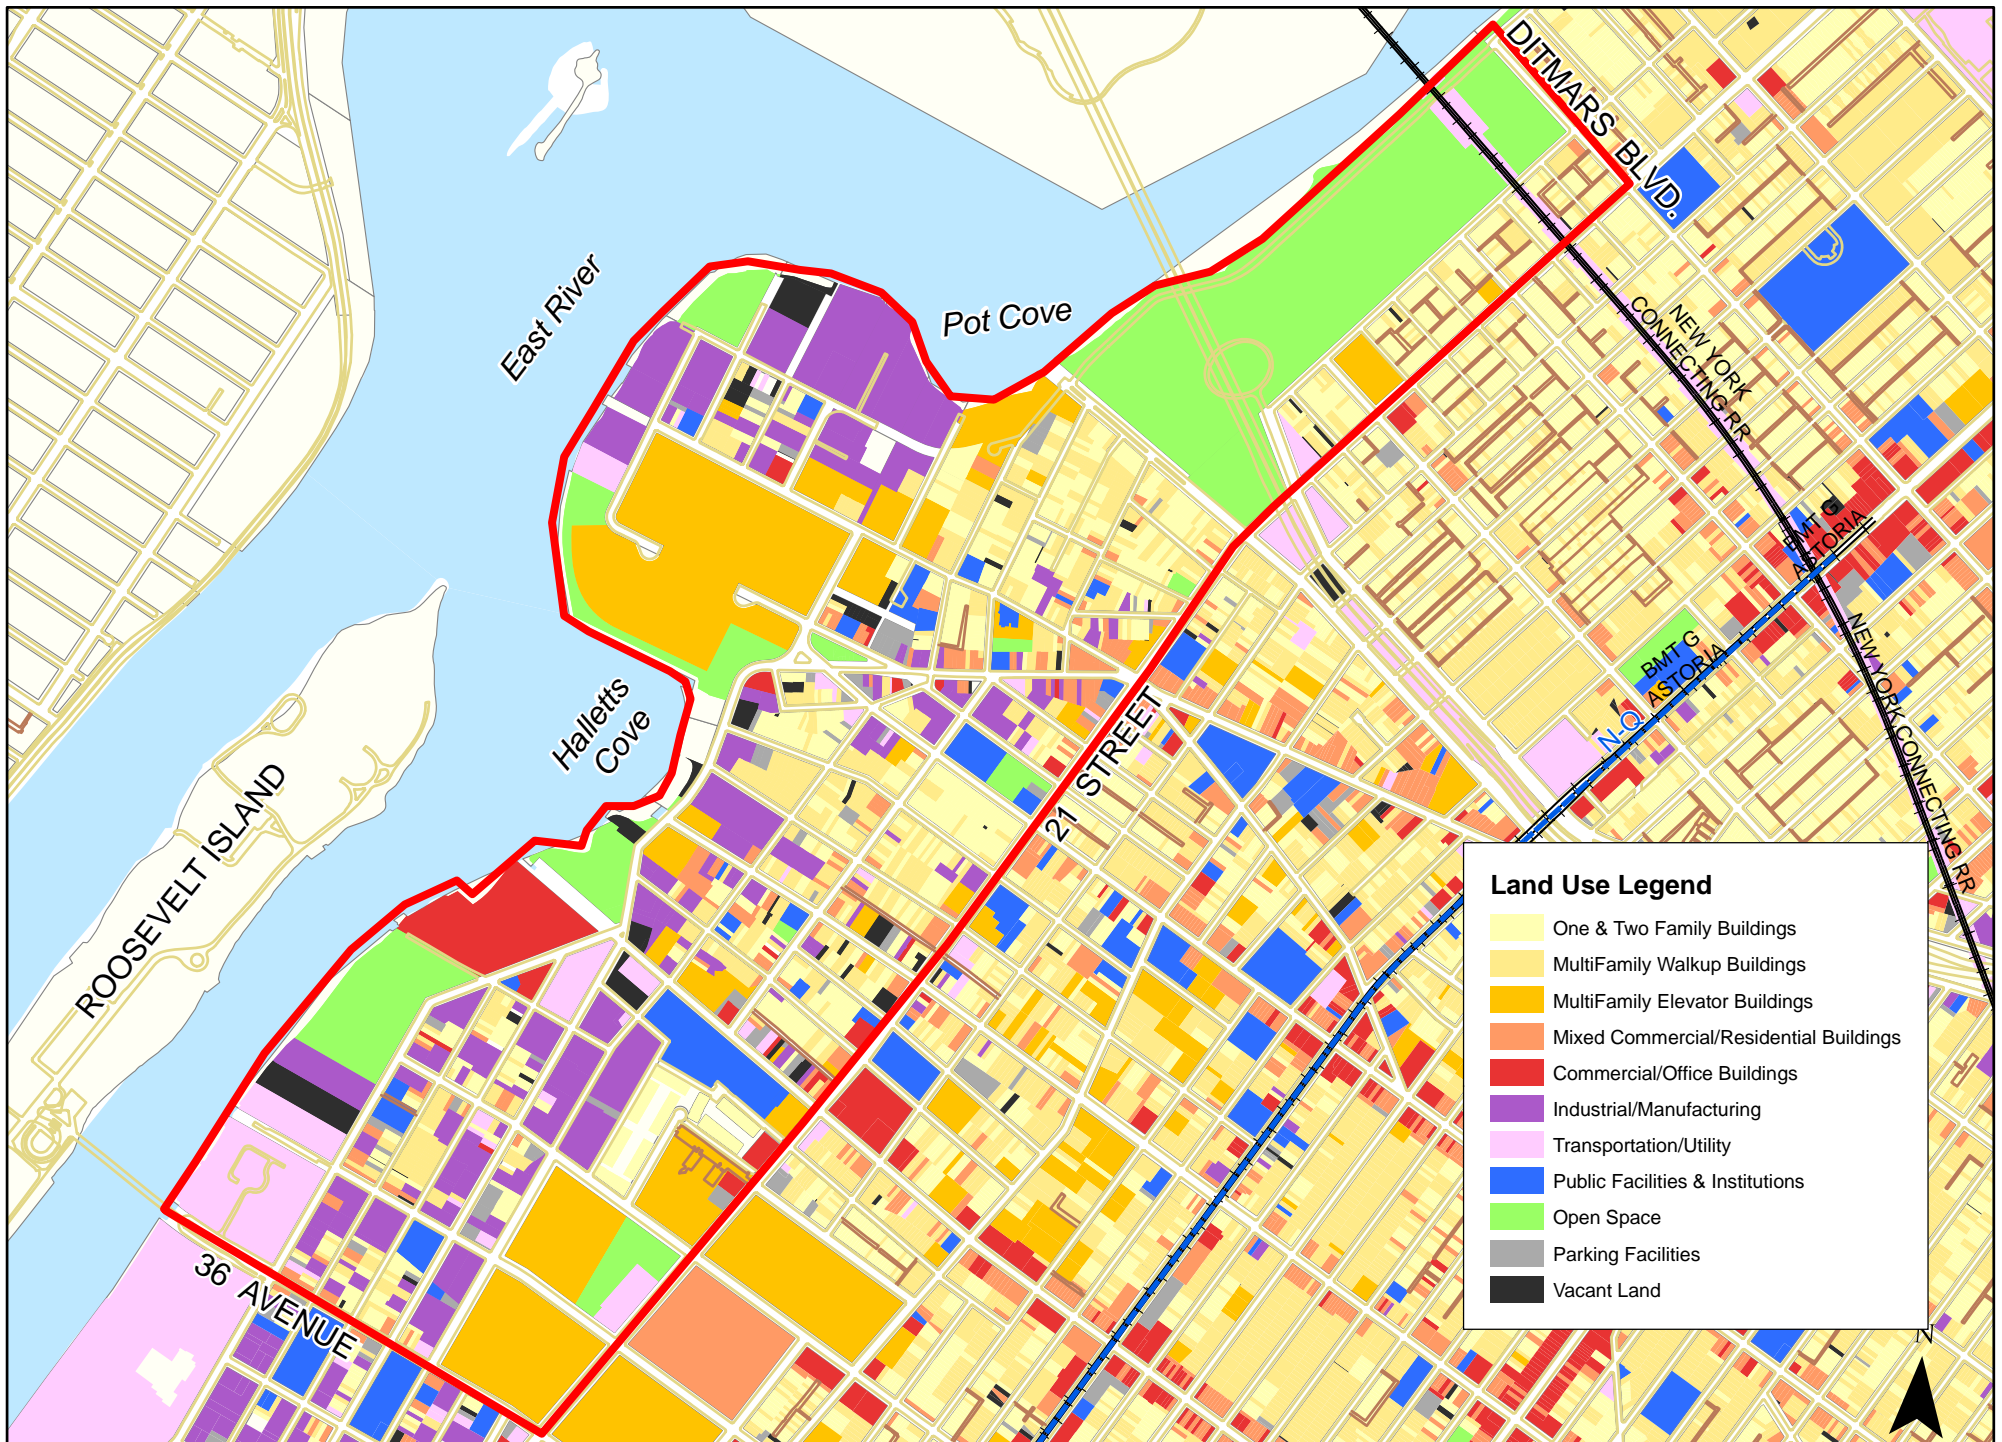 DITMARS BLVD.
East River
Pot Cove
NEW YORK
CONNECTING RR
BMT G
ASTORIA
BMT G
ASTORIA
N-Q
NEW YORK CONNECTING RR
Halletts
Cove
21 STREET
ROOSEVELT ISLAND
36 AVENUE
Land Use Legend
One & Two Family Buildings
MultiFamily Walkup Buildings
MultiFamily Elevator Buildings
Mixed Commercial/Residential Buildings
Commercial/Office Buildings
Industrial/Manufacturing
Transportation/Utility
Public Facilities & Institutions
Open Space
Parking Facilities
Vacant Land
N